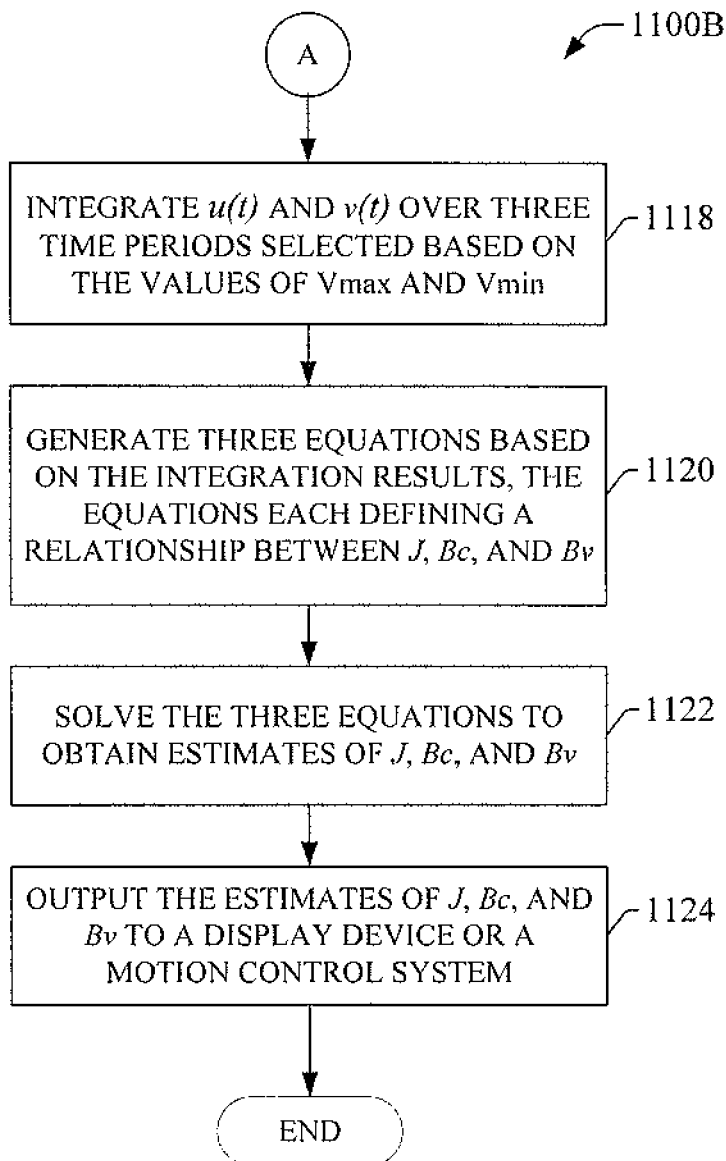 1100B
A
INTEGRATE u(t) AND v(t) OVER THREE
TIME PERIODS SELECTED BASED ON
THE VALUES OF Vmax AND Vmin
1118
GENERATE THREE EQUATIONS BASED
ON THE INTEGRATION RESULTS, THE
EQUATIONS EACH DEFINING A
RELATIONSHIP BETWEEN J, Bc, AND Bv
1120
SOLVE THE THREE EQUATIONS TO
OBTAIN ESTIMATES OF J, Bc, AND Bv
1122
OUTPUT THE ESTIMATES OF J, Bc, AND
Bv TO A DISPLAY DEVICE OR A
MOTION CONTROL SYSTEM
1124
END